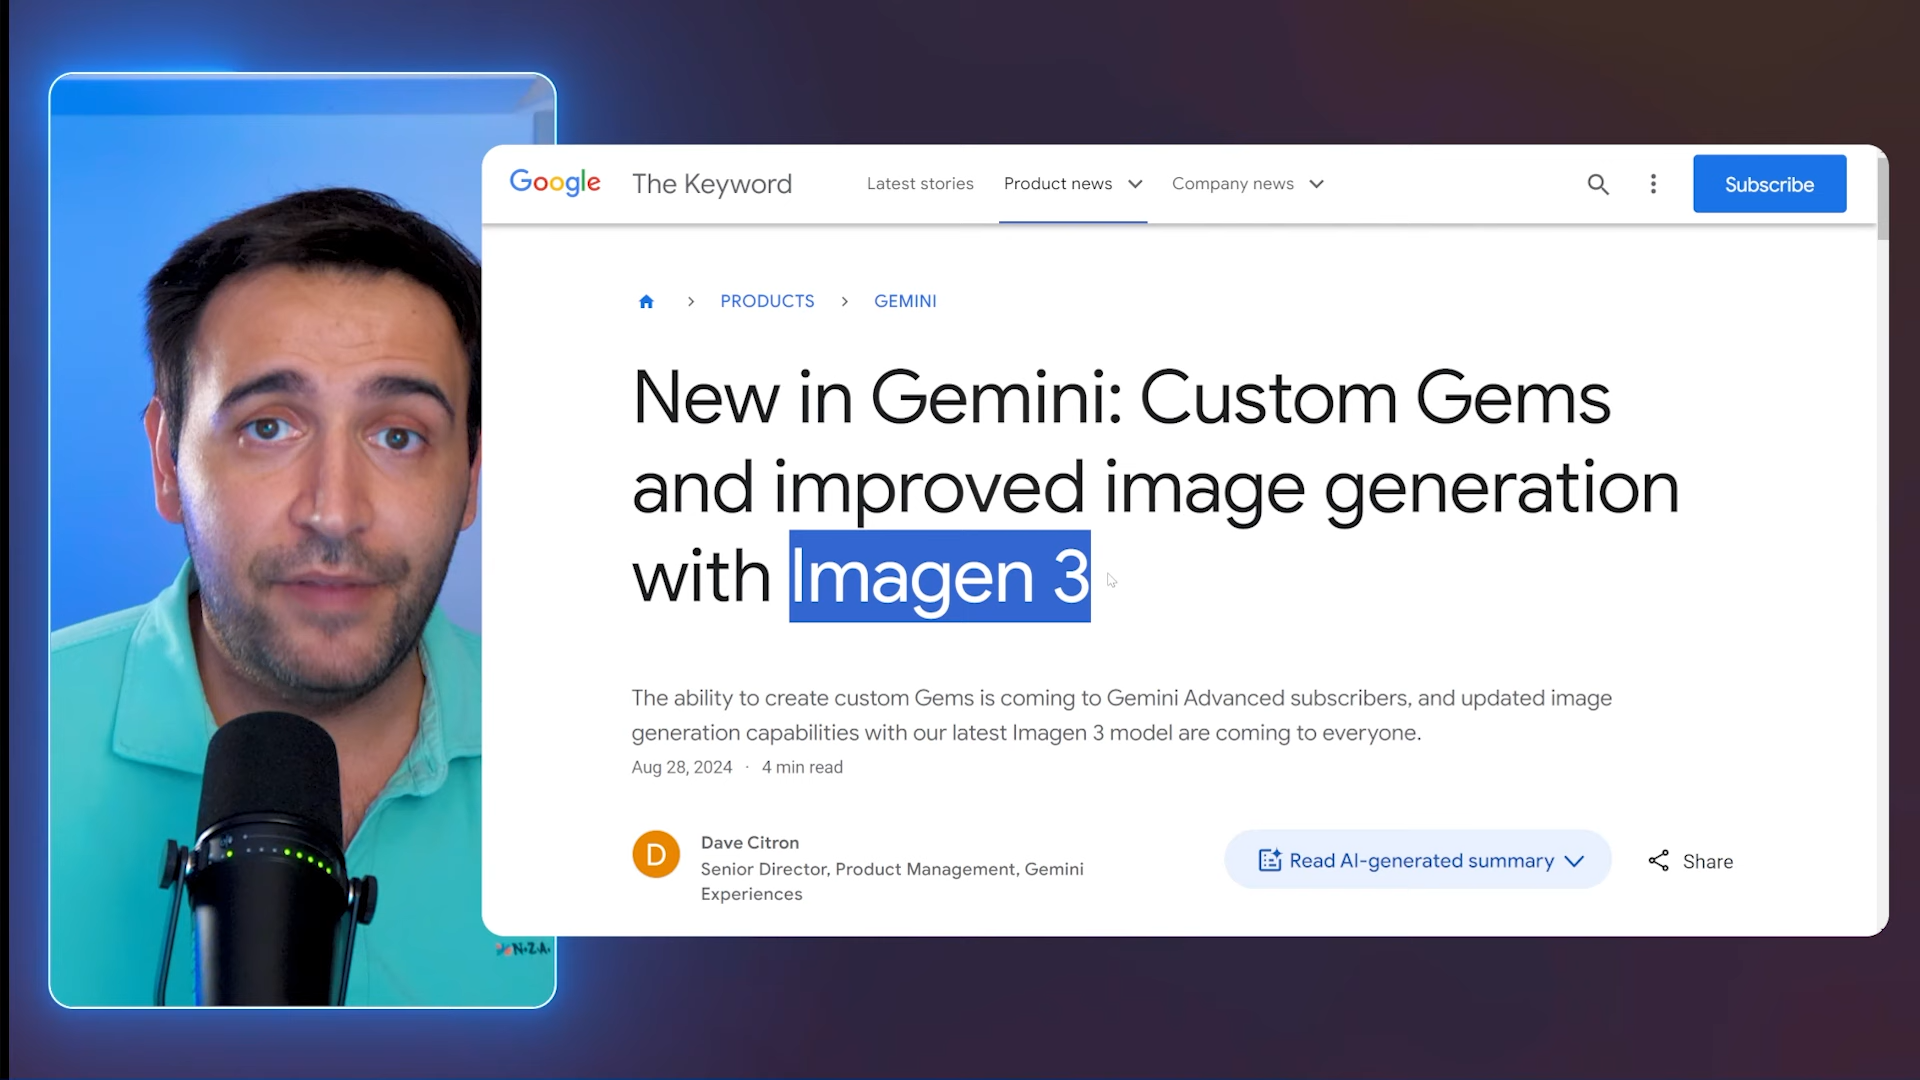 Google The Keyword Latest stories Product news Company news Subscribe
PRODUCTS GEMINI
New in Gemini: Custom Gems
and improved image generation
with Imagen 3
The ability to create custom Gems is coming to Gemini Advanced subscribers, and updated image
generation capabilities with our latest Imagen 3 model are coming to everyone.
Aug 28, 2024 · 4 min read
D
Dave Citron
Senior Director, Product Management, Gemini
Experiences
Read AI-generated summary
Share